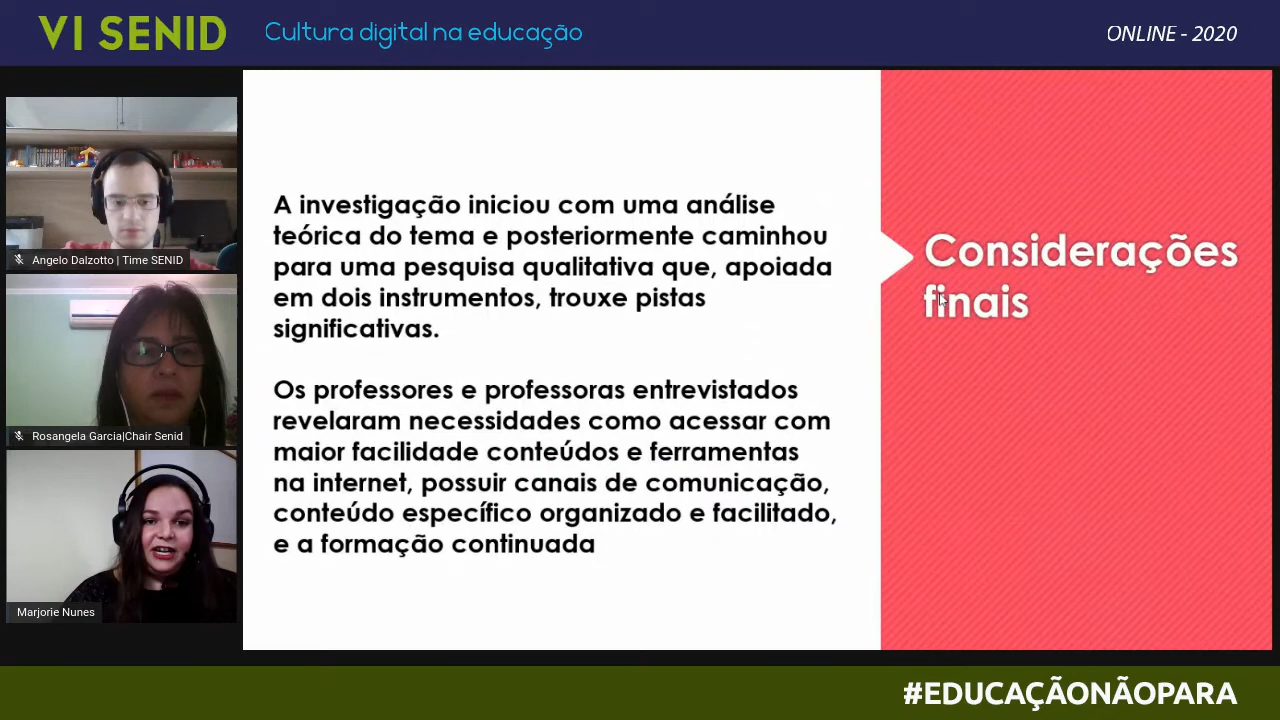 VI SENID
Cultura digital na educação
ONLINE - 2020
Angelo Dalzotto | Time SENID
Rosangela Garcia|Chair Senid
Marjorie Nunes
A investigação iniciou com uma análise
teórica do tema e posteriormente caminhou
para uma pesquisa qualitativa que, apoiada
em dois instrumentos, trouxe pistas
significativas.
Os professores e professoras entrevistados
revelaram necessidades como acessar com
maior facilidade conteúdos e ferramentas
na internet, possuir canais de comunicação,
conteúdo específico organizado e facilitado,
e a formação continuada
Considerações
finais
#EDUCAÇÃONÃOPARA